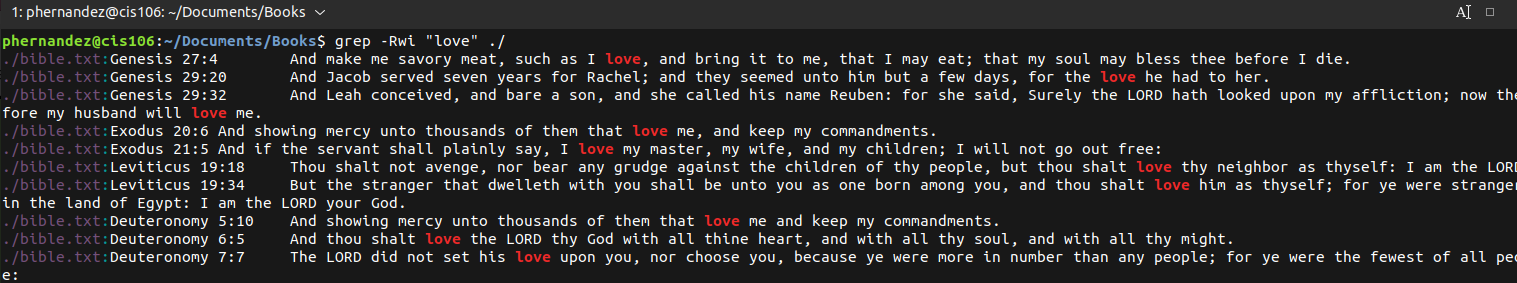 1: phernandez@cis106: ~/Documents/Books
phernandez@cis106:~/Documents/Books$ grep -Rwi "love" ./
./bible.txt:Genesis 27:4 And make me savory meat, such as I love, and bring it to me, that I may eat; that my soul may bless thee before I die.
./bible.txt:Genesis 29:20 And Jacob served seven years for Rachel; and they seemed unto him but a few days, for the love he had to her.
./bible.txt:Genesis 29:32 And Leah conceived, and bare a son, and she called his name Reuben: for she said, Surely the LORD hath looked upon my affliction; now the
fore my husband will love me.
./bible.txt:Exodus 20:6 And showing mercy unto thousands of them that love me, and keep my commandments.
./bible.txt:Exodus 21:5 And if the servant shall plainly say, I love my master, my wife, and my children; I will not go out free:
./bible.txt:Leviticus 19:18 Thou shalt not avenge, nor bear any grudge against the children of thy people, but thou shalt love thy neighbor as thyself: I am the LORD
./bible.txt:Leviticus 19:34 But the stranger that dwelleth with you shall be unto you as one born among you, and thou shalt love him as thyself; for ye were stranger
in the land of Egypt: I am the LORD your God.
./bible.txt:Deuteronomy 5:10 And showing mercy unto thousands of them that love me and keep my commandments.
./bible.txt:Deuteronomy 6:5 And thou shalt love the LORD thy God with all thine heart, and with all thy soul, and with all thy might.
./bible.txt:Deuteronomy 7:7 The LORD did not set his love upon you, nor choose you, because ye were more in number than any people; for ye were the fewest of all peo
e: